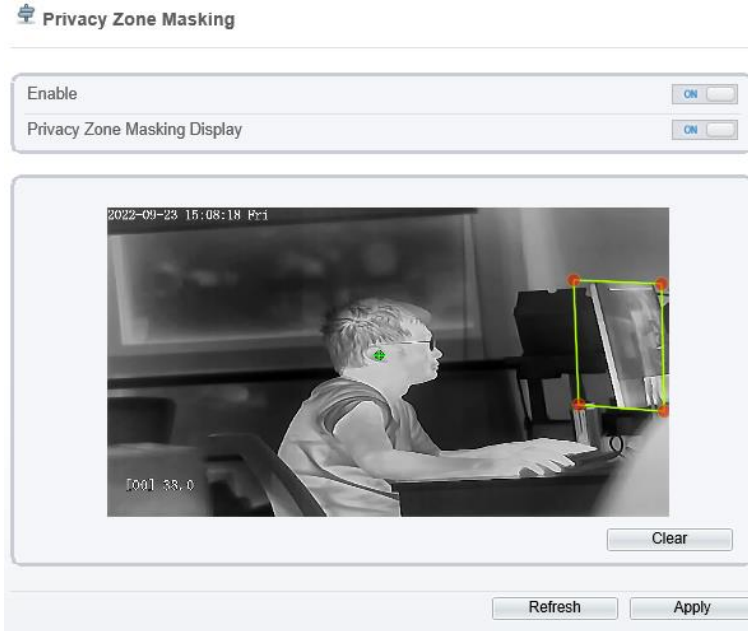 Privacy Zone Masking
Enable
ON
Privacy Zone Masking Display
ON
2022-09-23 15:08:18 Fri
[00] 33.0
Clear
Refresh
Apply